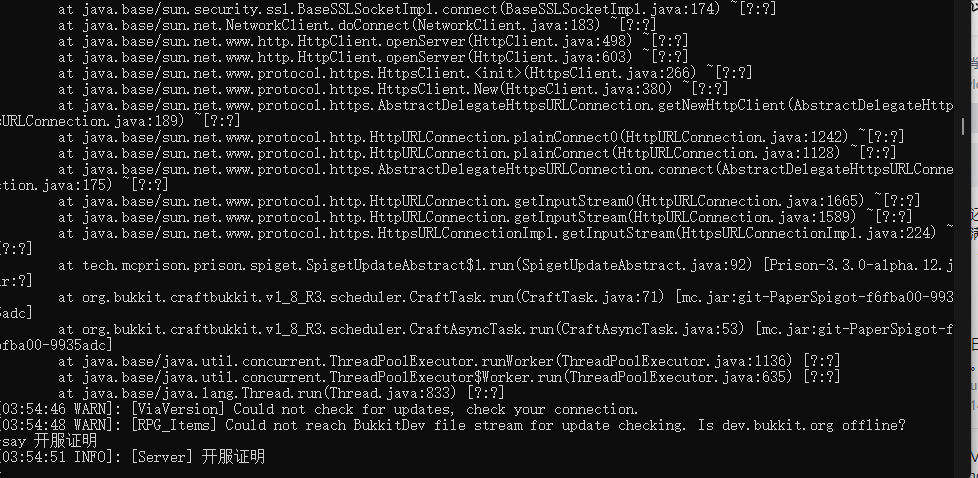 at java.base/sun.security.ssl.BaseSSLSocketImpl.connect(BaseSSLSocketImpl.java:174) ~[?:?]
at java.base/sun.net.NetworkClient.doConnect(NetworkClient.java:183) ~[?:?]
at java.base/sun.net.www.http.HttpClient.openServer(HttpClient.java:498) ~[?:?]
at java.base/sun.net.www.http.HttpClient.openServer(HttpClient.java:603) ~[?:?]
at java.base/sun.net.www.protocol.https.HttpsClient.<init>(HttpsClient.java:266) ~[?:?]
at java.base/sun.net.www.protocol.https.HttpsClient.New(HttpsClient.java:380) ~[?:?]
at java.base/sun.net.www.protocol.https.AbstractDelegateHttpsURLConnection.getNewHttpClient(AbstractDelegateHttp
sURLConnection.java:189) ~[?:?]
at java.base/sun.net.www.protocol.http.HttpURLConnection.plainConnect0(HttpURLConnection.java:1242) ~[?:?]
at java.base/sun.net.www.protocol.http.HttpURLConnection.plainConnect(HttpURLConnection.java:1128) ~[?:?]
at java.base/sun.net.www.protocol.https.AbstractDelegateHttpsURLConnection.connect(AbstractDelegateHttpsURLConne
ction.java:175) ~[?:?]
at java.base/sun.net.www.protocol.http.HttpURLConnection.getInputStream0(HttpURLConnection.java:1665) ~[?:?]
at java.base/sun.net.www.protocol.http.HttpURLConnection.getInputStream(HttpURLConnection.java:1589) ~[?:?]
at java.base/sun.net.www.protocol.https.HttpsURLConnectionImpl.getInputStream(HttpsURLConnectionImpl.java:224) ~
[?:?]
at tech.mcprison.prison.spiget.SpigetUpdateAbstract$1.run(SpigetUpdateAbstract.java:92) [Prison-3.3.0-alpha.12.j
ar:?]
at org.bukkit.craftbukkit.v1_8_R3.scheduler.CraftTask.run(CraftTask.java:71) [mc.jar:git-PaperSpigot-f6fba00-993
5adc]
at org.bukkit.craftbukkit.v1_8_R3.scheduler.CraftAsyncTask.run(CraftAsyncTask.java:53) [mc.jar:git-PaperSpigot-f
6fba00-9935adc]
at java.base/java.util.concurrent.ThreadPoolExecutor.runWorker(ThreadPoolExecutor.java:1136) [?:?]
at java.base/java.util.concurrent.ThreadPoolExecutor$Worker.run(ThreadPoolExecutor.java:635) [?:?]
at java.base/java.lang.Thread.run(Thread.java:833) [?:?]
[03:54:46 WARN]: [ViaVersion] Could not check for updates, check your connection.
[03:54:48 WARN]: [RPG_Items] Could not reach BukkitDev file stream for update checking. Is dev.bukkit.org offline?
say 开服证明
[03:54:51 INFO]: [Server] 开服证明